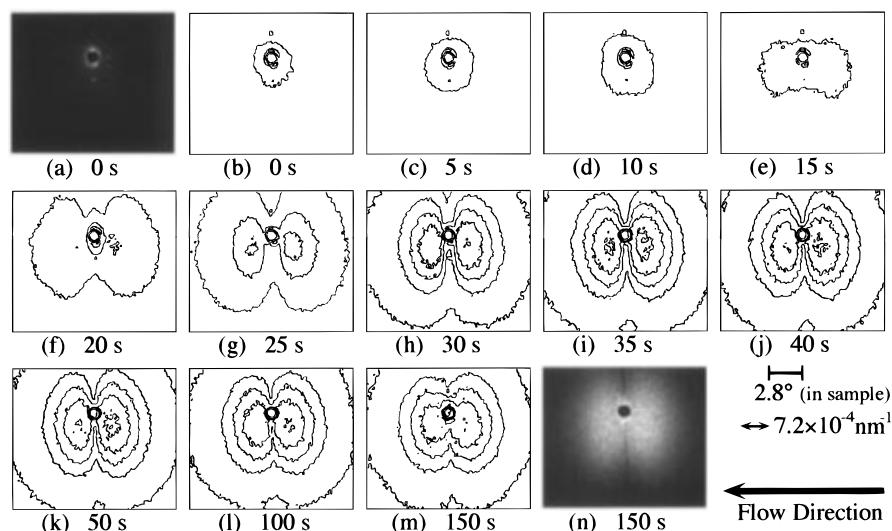 (a) 0 s
(b) 0 s
(c) 5 s
(d) 10 s
(e) 15 s
(f) 20 s
(g) 25 s
(h) 30 s
(i) 35 s
(j) 40 s
(k) 50 s
(l) 100 s
(m) 150 s
(n) 150 s
2.8° (in sample)
↔ 7.2×10⁻⁴nm⁻¹
Flow Direction